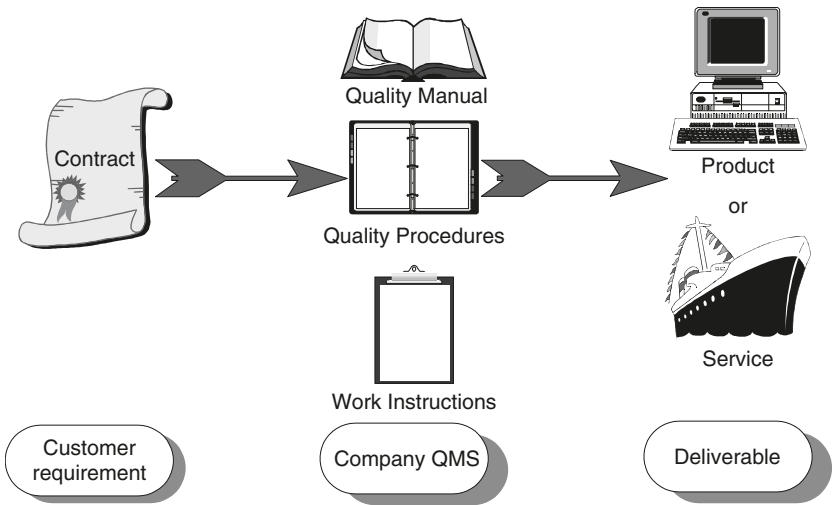 Quality Manual
Contract
Quality Procedures
Work Instructions
Product
or
Service
Customer
requirement
Company QMS
Deliverable